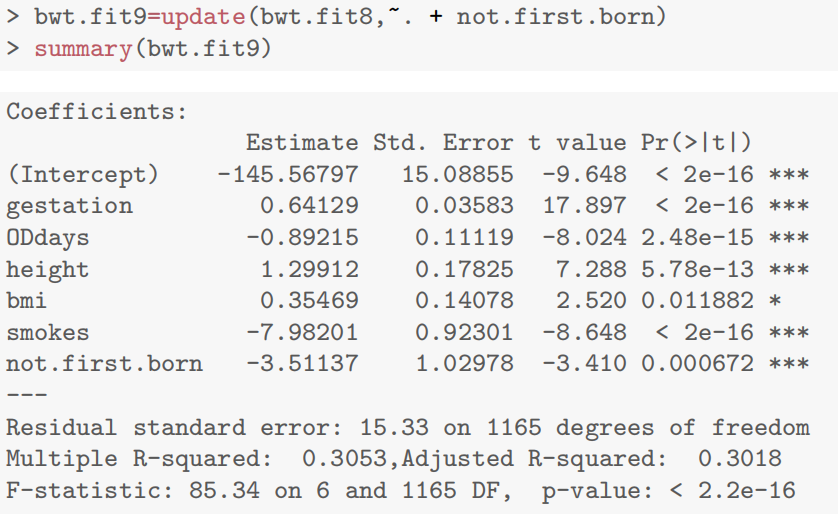 > bwt.fit9=update(bwt.fit8,~. + not.first.born)
> summary(bwt.fit9)
Coefficients:
                Estimate Std. Error t value Pr(>|t|)
(Intercept)   -145.56797   15.08855  -9.648  < 2e-16 ***
gestation        0.64129    0.03583  17.897  < 2e-16 ***
ODdays          -0.89215    0.11119  -8.024 2.48e-15 ***
height           1.29912    0.17825   7.288 5.78e-13 ***
bmi              0.35469    0.14078   2.520 0.011882 *
smokes          -7.98201    0.92301  -8.648  < 2e-16 ***
not.first.born  -3.51137    1.02978  -3.410 0.000672 ***
---
Residual standard error: 15.33 on 1165 degrees of freedom
Multiple R-squared:  0.3053,Adjusted R-squared:  0.3018
F-statistic: 85.34 on 6 and 1165 DF,  p-value: < 2.2e-16